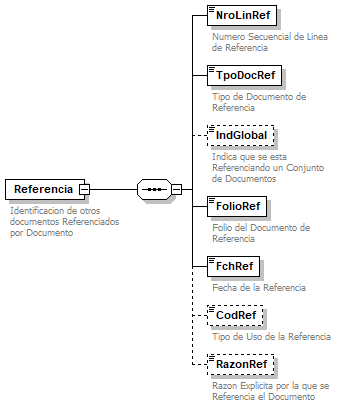 NroLinRef
Numero Secuencial de Linea
de Referencia
TpoDocRef
Tipo de Documento de
Referencia
IndGlobal
Indica que se esta
Referenciando un Conjunto
de Documentos
Referencia
Identificacion de otros
documentos Referenciados
por Documento
FolioRef
Folio del Documento de
Referencia
FchRef
Fecha de la Referencia
CodRef
Tipo de Uso de la Referencia
RazonRef
Razon Explicita por la que se
Referencia el Documento